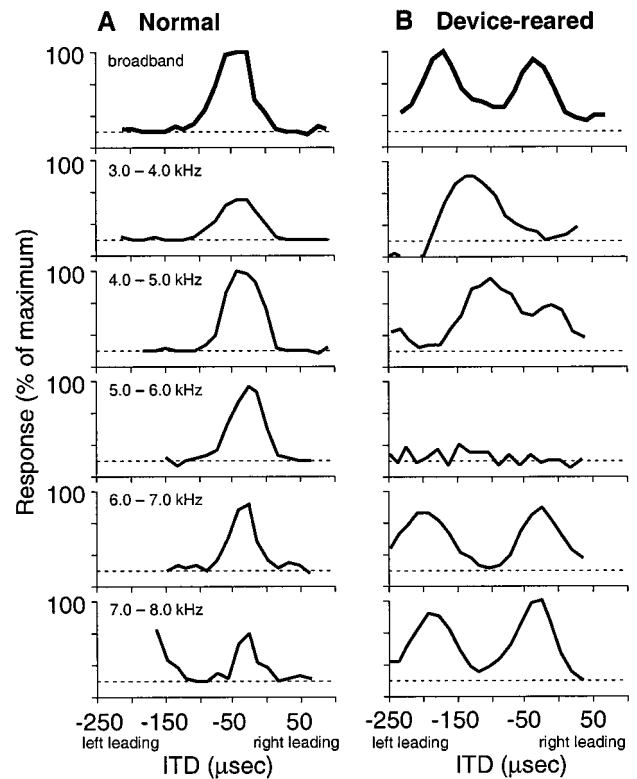 A Normal
B Device-reared
Response (% of maximum)
100
broadband
3.0 – 4.0 kHz
100
4.0 – 5.0 kHz
100
5.0 – 6.0 kHz
100
6.0 – 7.0 kHz
100
7.0 – 8.0 kHz
-250 -150 -50 50
left leading right leading
ITD (μsec)
-250 -150 -50 50
left leading right leading
ITD (μsec)